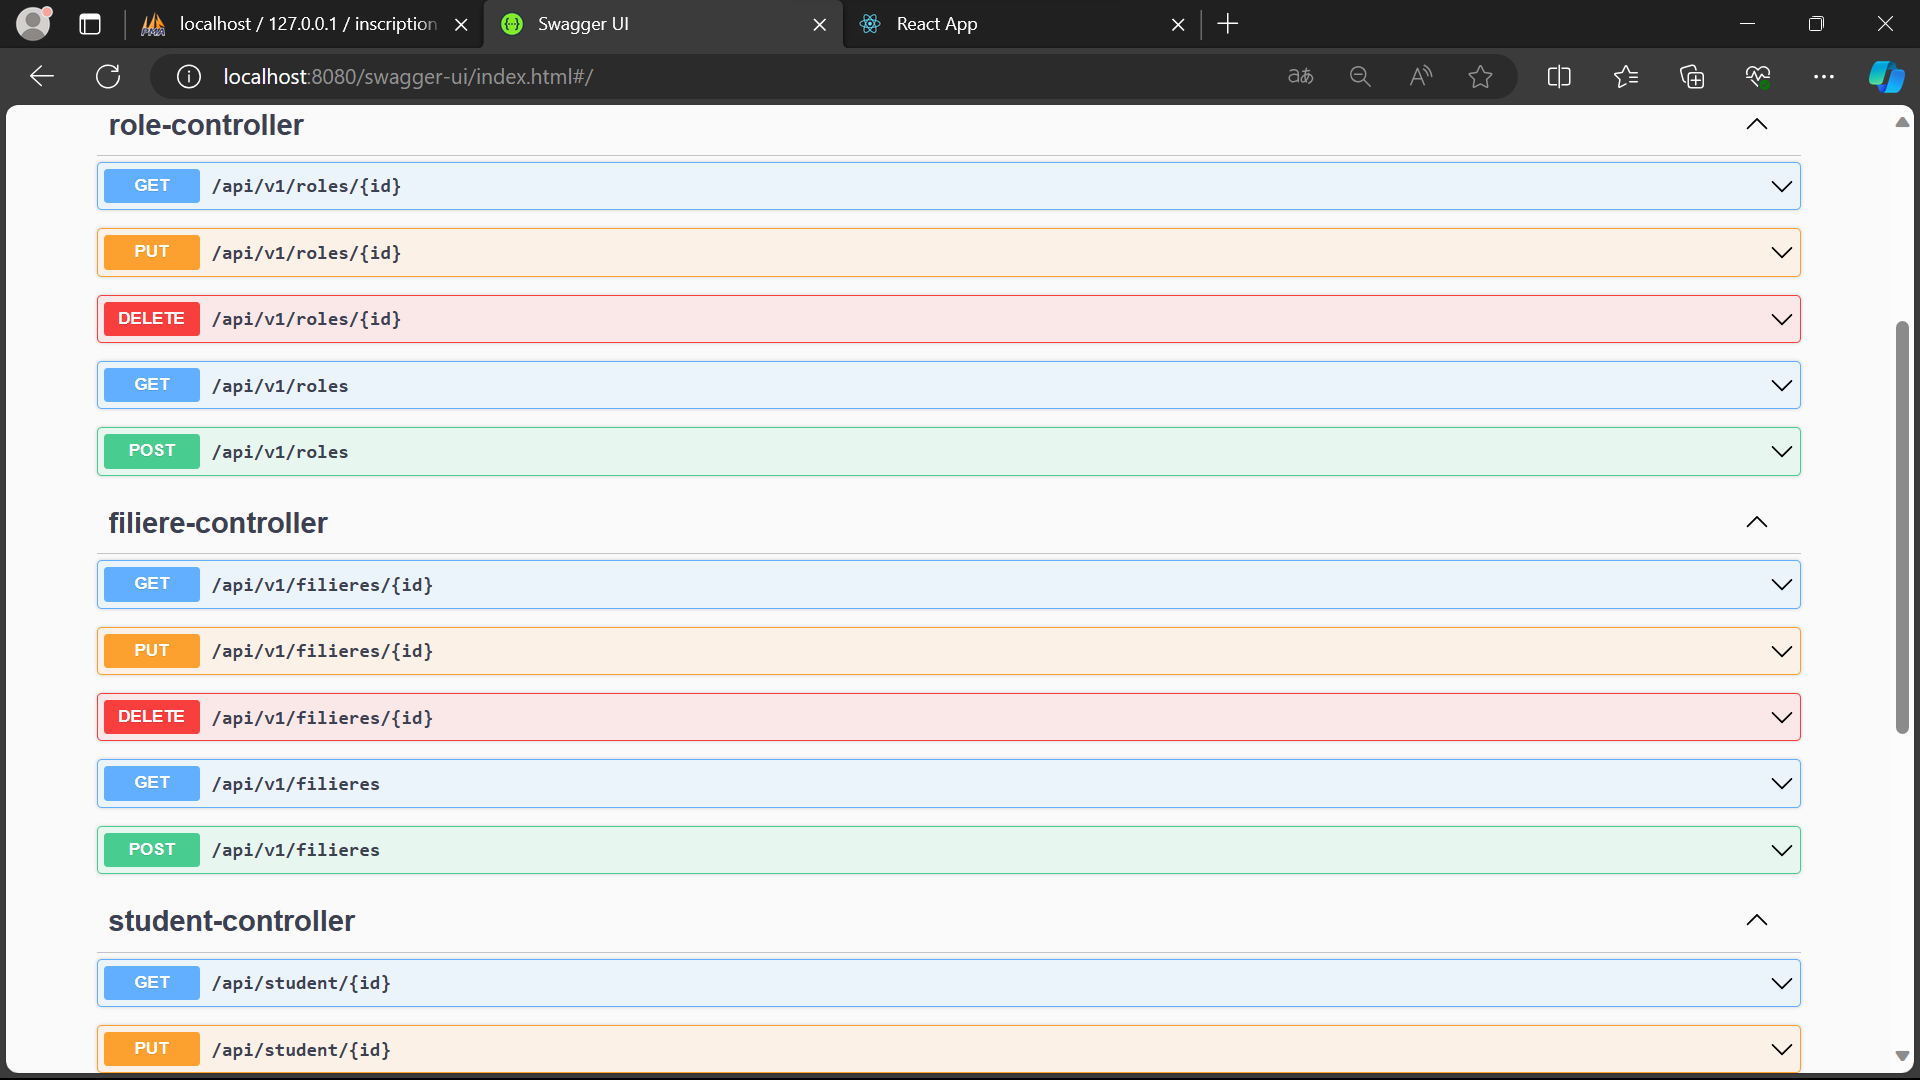 localhost / 127.0.0.1 / inscription
Swagger UI
React App
localhost:8080/swagger-ui/index.html#/
role-controller
GET /api/v1/roles/{id}
PUT /api/v1/roles/{id}
DELETE /api/v1/roles/{id}
GET /api/v1/roles
POST /api/v1/roles
filiere-controller
GET /api/v1/filieres/{id}
PUT /api/v1/filieres/{id}
DELETE /api/v1/filieres/{id}
GET /api/v1/filieres
POST /api/v1/filieres
student-controller
GET /api/student/{id}
PUT /api/student/{id}